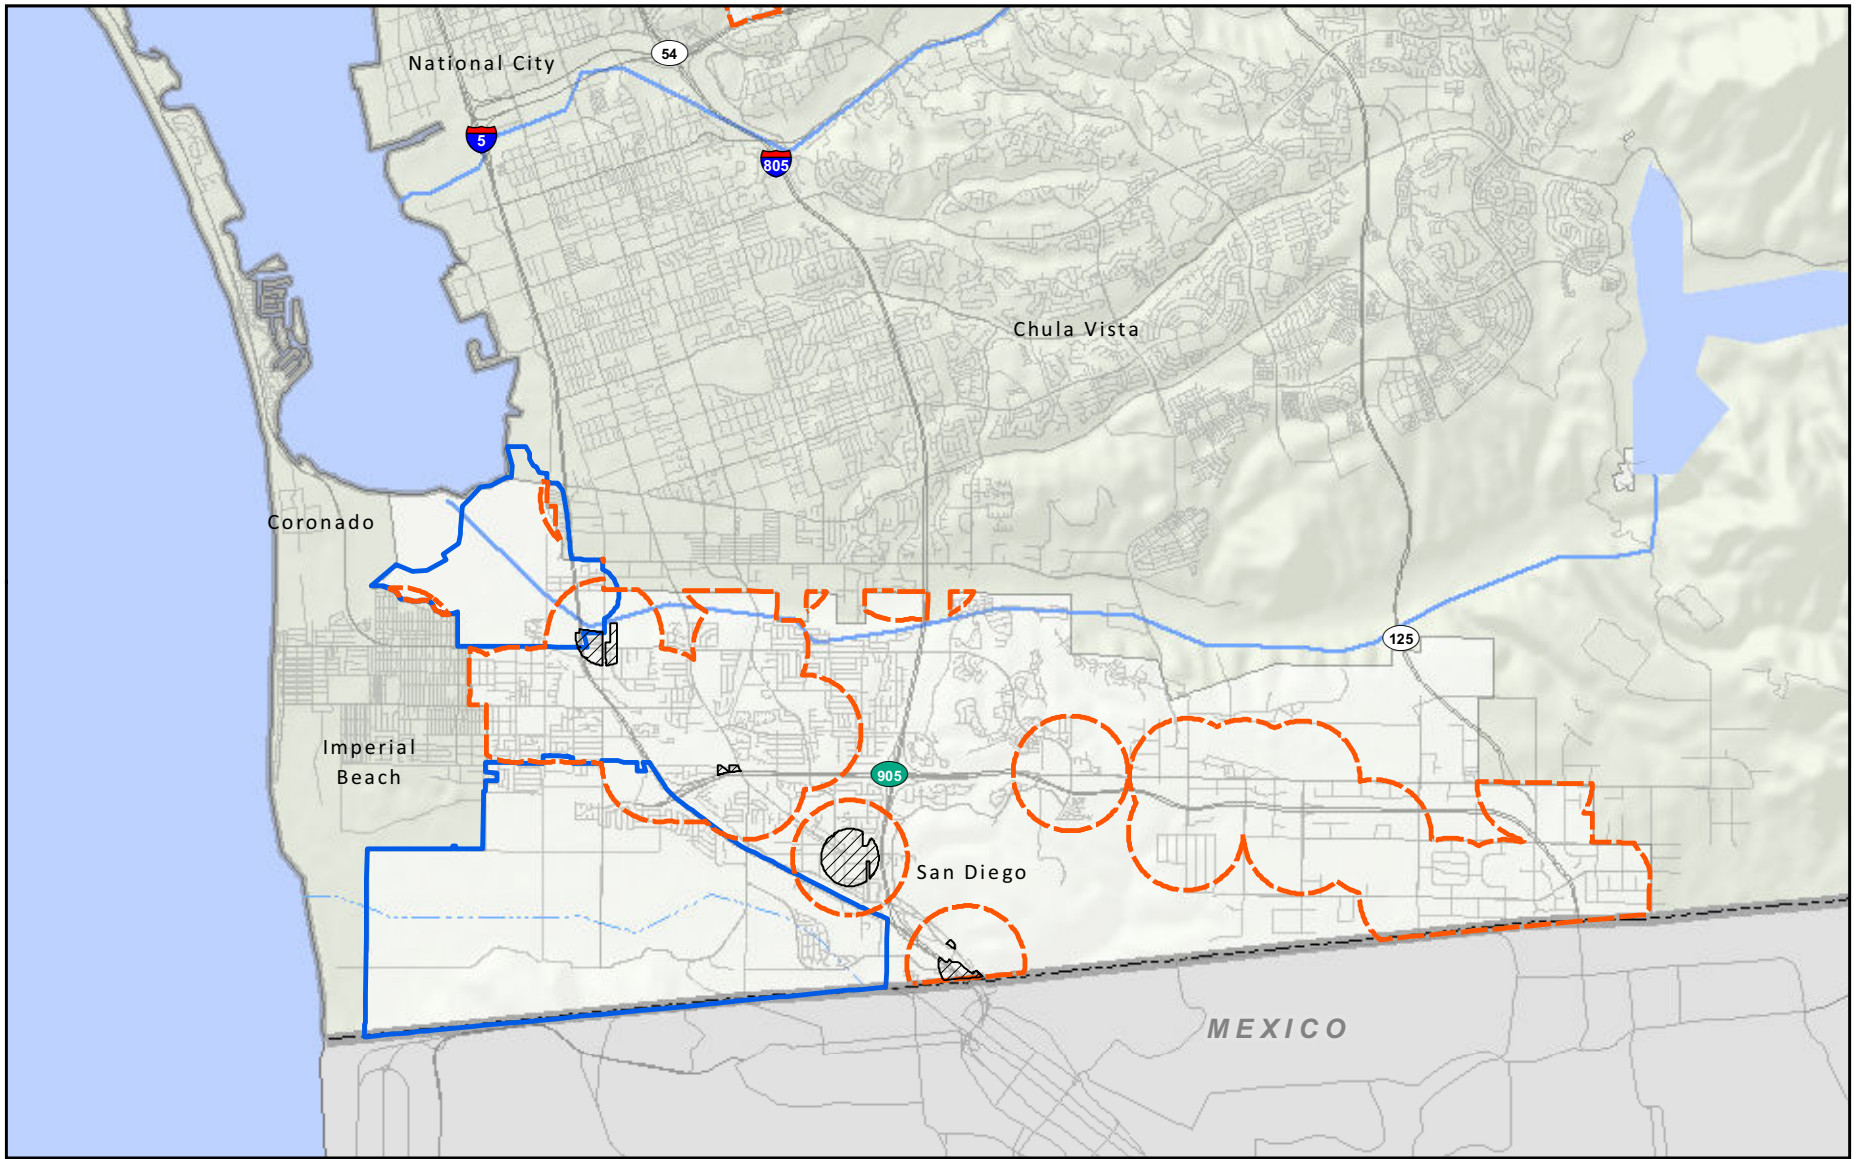 National City
54
5
805
Chula Vista
Coronado
125
Imperial
Beach
905
San Diego
MEXICO